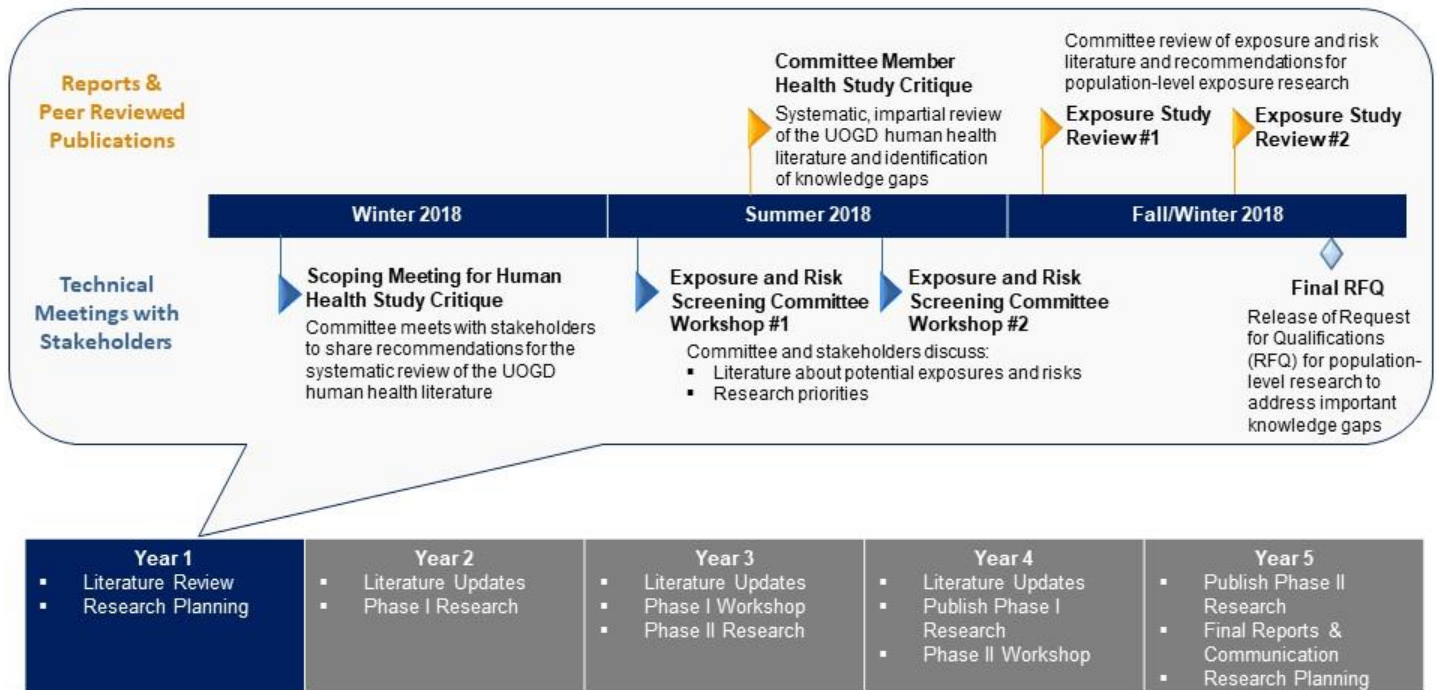 Reports &
Peer Reviewed
Publications
Committee Member
Health Study Critique
Systematic, impartial review
of the UOGD human health
literature and identification
of knowledge gaps
Committee review of exposure and risk
literature and recommendations for
population-level exposure research
Exposure Study
Review #1
Exposure Study
Review #2
Winter 2018
Summer 2018
Fall/Winter 2018
Technical
Meetings with
Stakeholders
Scoping Meeting for Human
Health Study Critique
Committee meets with stakeholders
to share recommendations for the
systematic review of the UOGD
human health literature
Exposure and Risk
Screening Committee
Workshop #1
Exposure and Risk
Screening Committee
Workshop #2
Committee and stakeholders discuss:
▪ Literature about potential exposures and risks
▪ Research priorities
Final RFQ
Release of Request
for Qualifications
(RFQ) for population-
level research to
address important
knowledge gaps
Year 1
▪ Literature Review
▪ Research Planning
Year 2
▪ Literature Updates
▪ Phase I Research
Year 3
▪ Literature Updates
▪ Phase I Workshop
▪ Phase II Research
Year 4
▪ Literature Updates
▪ Publish Phase I
Research
▪ Phase II Workshop
Year 5
▪ Publish Phase II
Research
▪ Final Reports &
Communication
▪ Research Planning